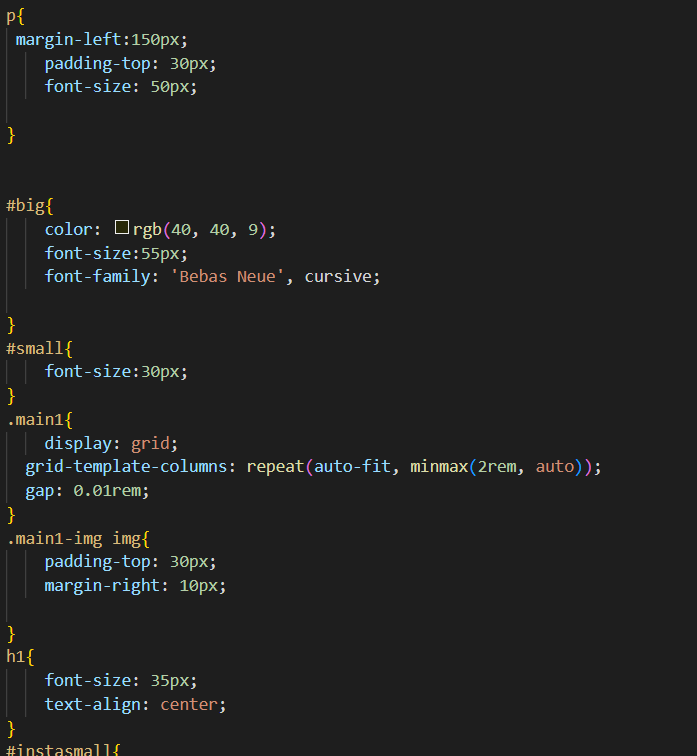 p{
margin-left:150px;
padding-top: 30px;
font-size: 50px;
}
#big{
color: rgb(40, 40, 9);
font-size:55px;
font-family: 'Bebas Neue', cursive;
}
#small{
font-size:30px;
}
.main1{
display: grid;
grid-template-columns: repeat(auto-fit, minmax(2rem, auto));
gap: 0.01rem;
}
.main1-img img{
padding-top: 30px;
margin-right: 10px;
}
h1{
font-size: 35px;
text-align: center;
}
#instasmall{